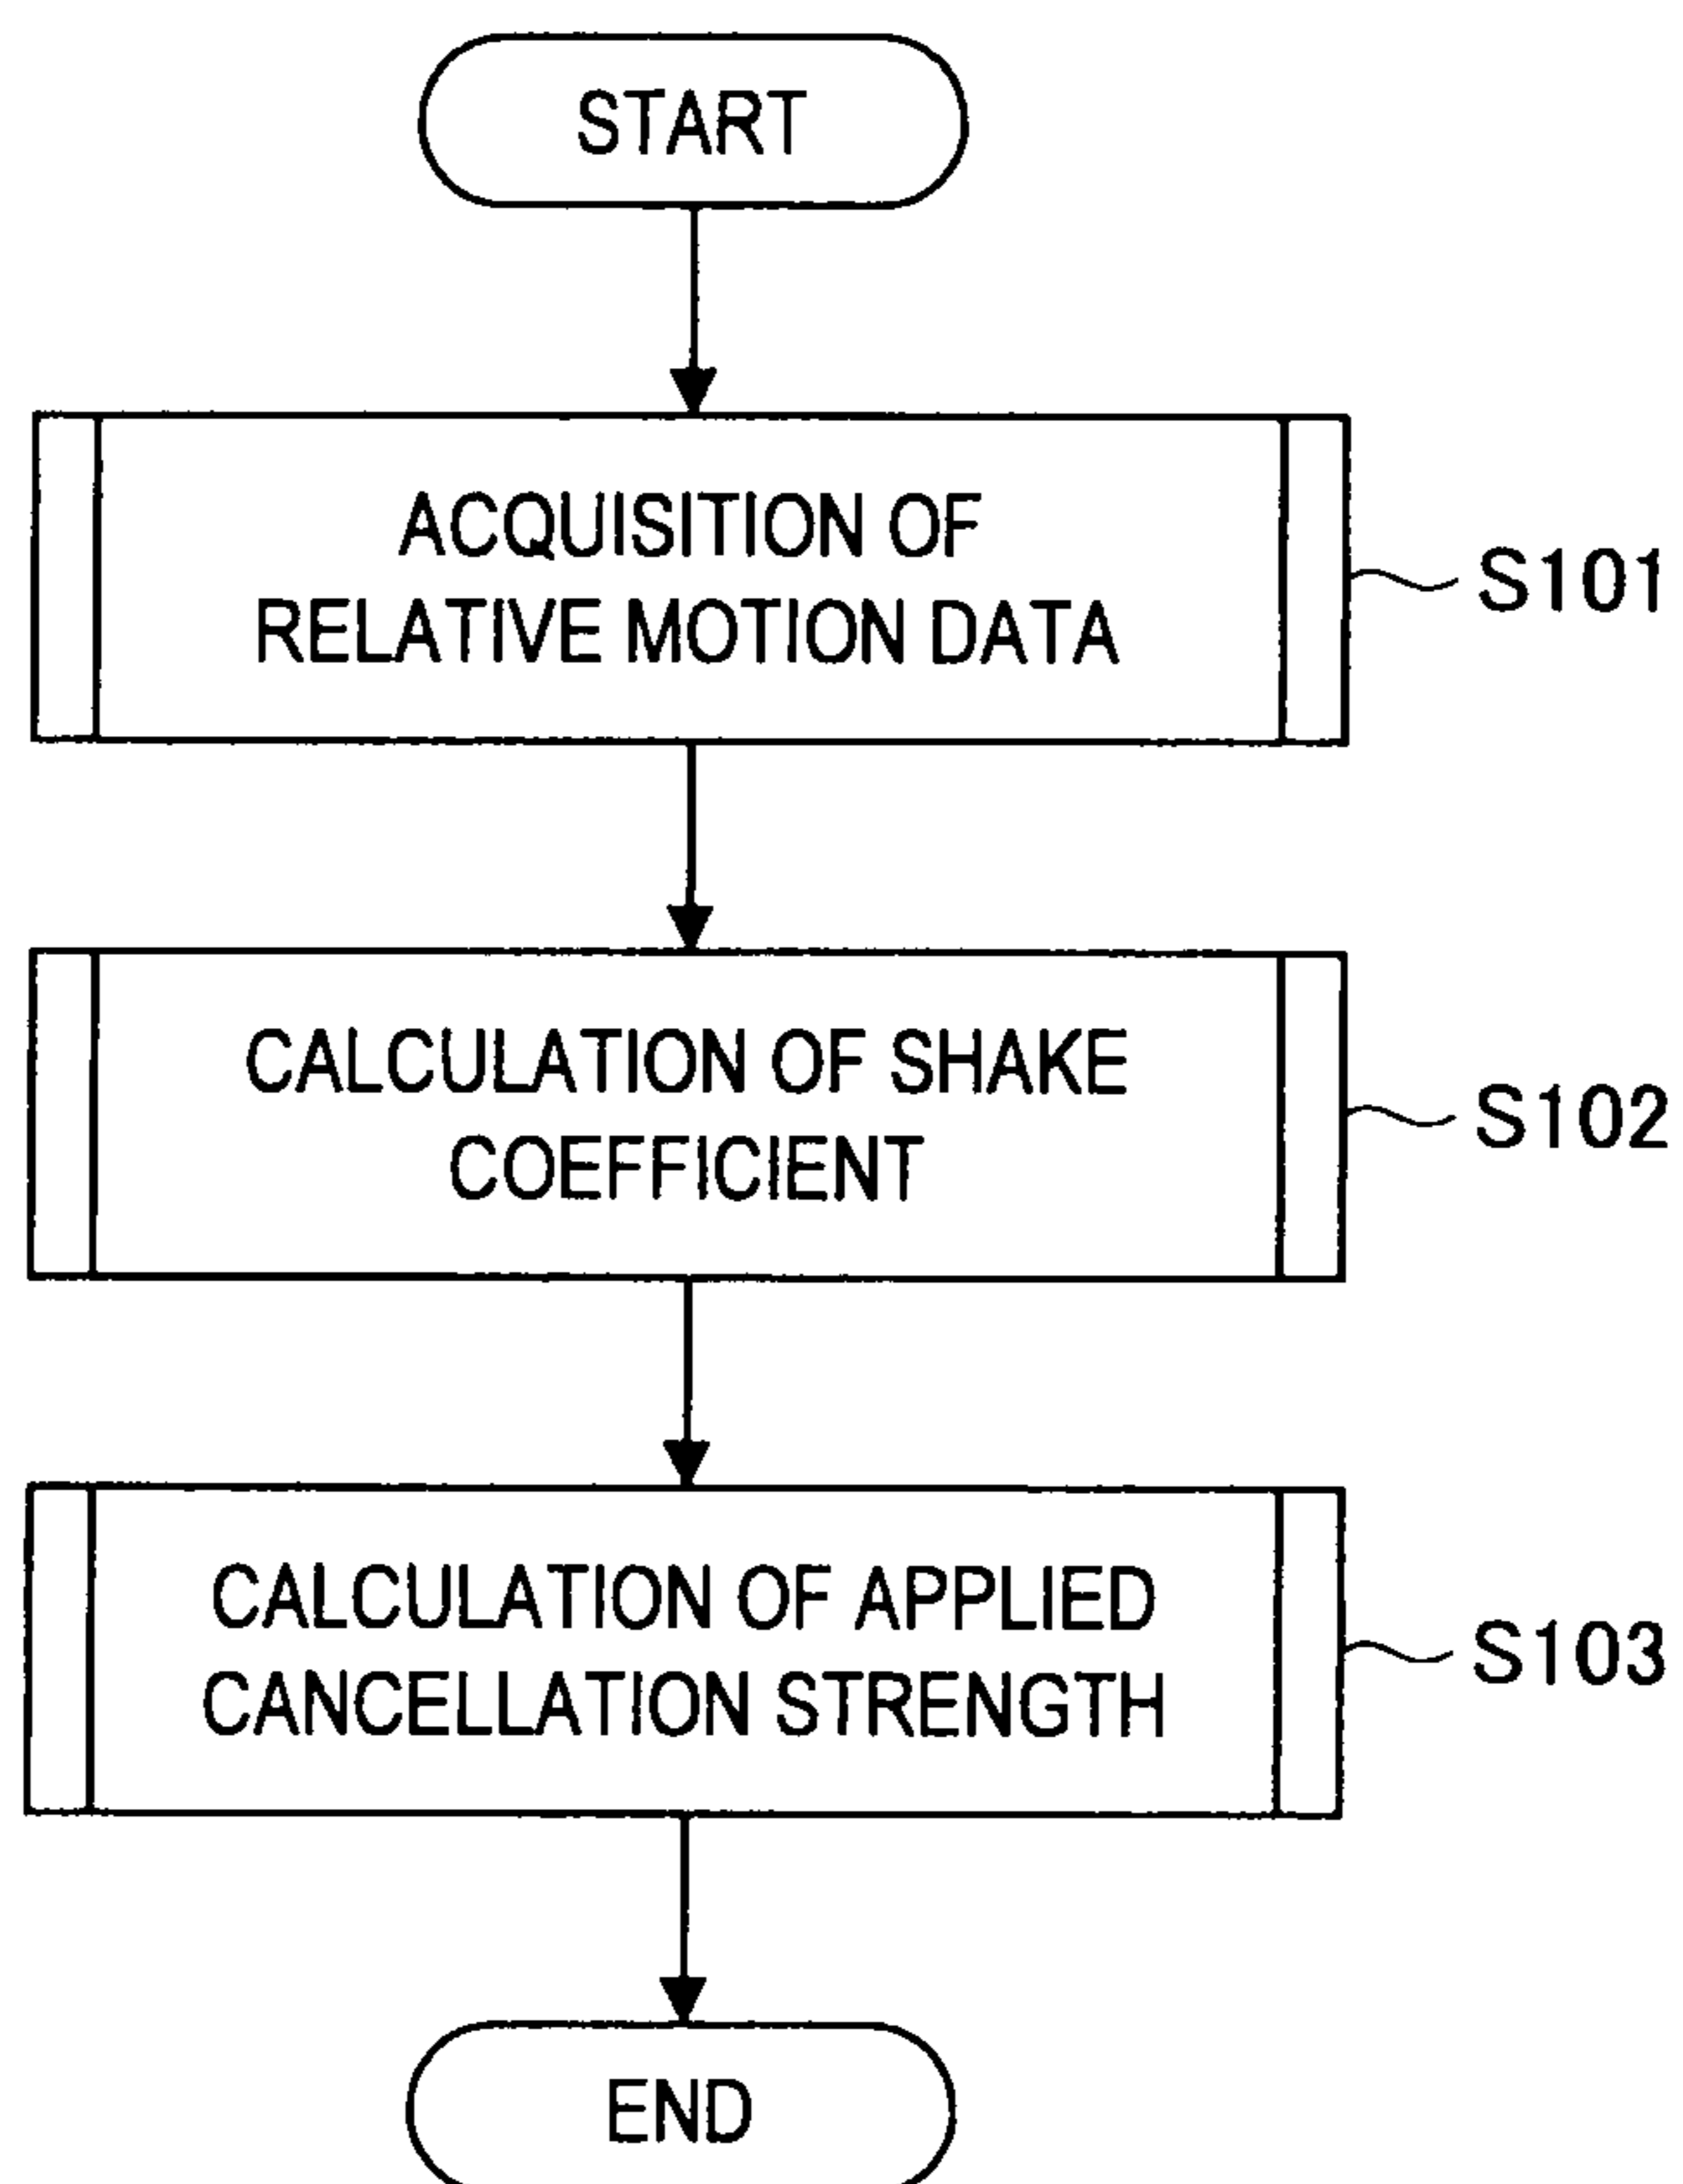 START
ACQUISITION OF
RELATIVE MOTION DATA
S101
CALCULATION OF SHAKE
COEFFICIENT
S102
CALCULATION OF APPLIED
CANCELLATION STRENGTH
S103
END